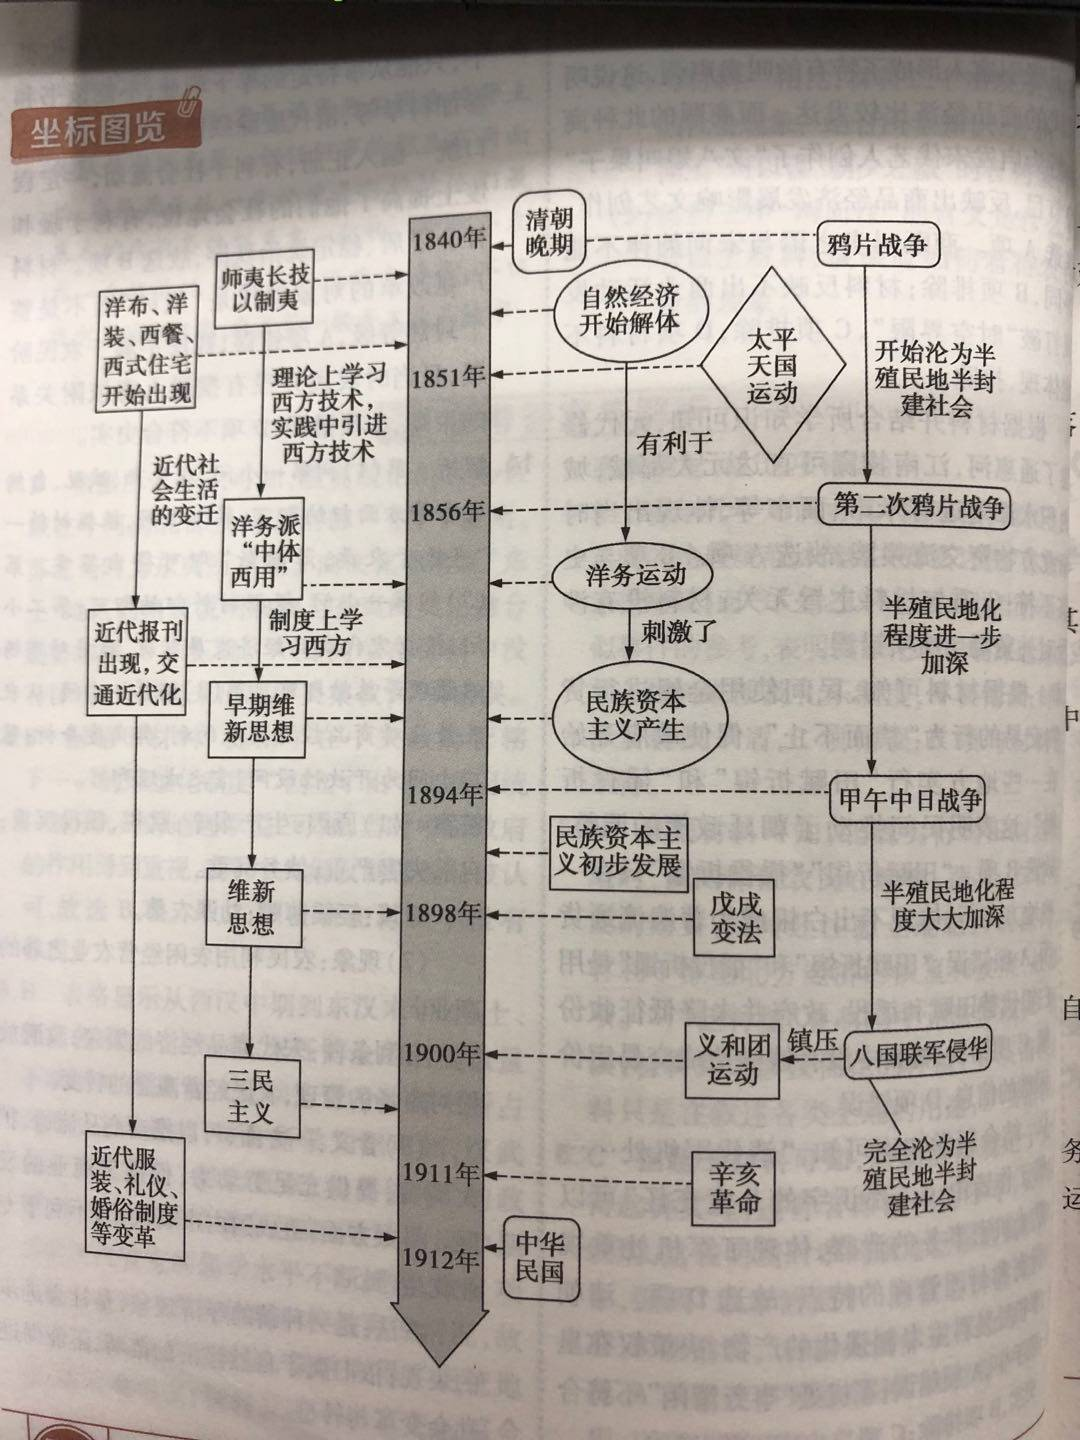 坐标图览
1840年
清朝
晚期
鸦片战争
师夷长技
以制夷
自然经济
开始解体
洋布、洋
装、西餐、
西式住宅
开始出现
太平
天国
运动
开始沦为半
殖民地半封
建社会
1851年
理论上学习
西方技术，
实践中引进
西方技术
有利于
近代社
会生活
的变迁
1856年
第二次鸦片战争
洋务派
“中体
西用”
洋务运动
制度上学
习西方
刺激了
半殖民地化
程度进一步
加深
近代报刊
出现，交
通近代化
早期维
新思想
民族资本
主义产生
1894年
甲午中日战争
民族资本主
义初步发展
维新
思想
1898年
戊戌
变法
半殖民地化程
度大大加深
1900年
义和团
运动
镇压
八国联军侵华
三民
主义
完全沦为半
殖民地半封
建社会
近代服
装、礼仪、
婚俗制度
等变革
1911年
辛亥
革命
1912年
中华
民国
中
自
务
运